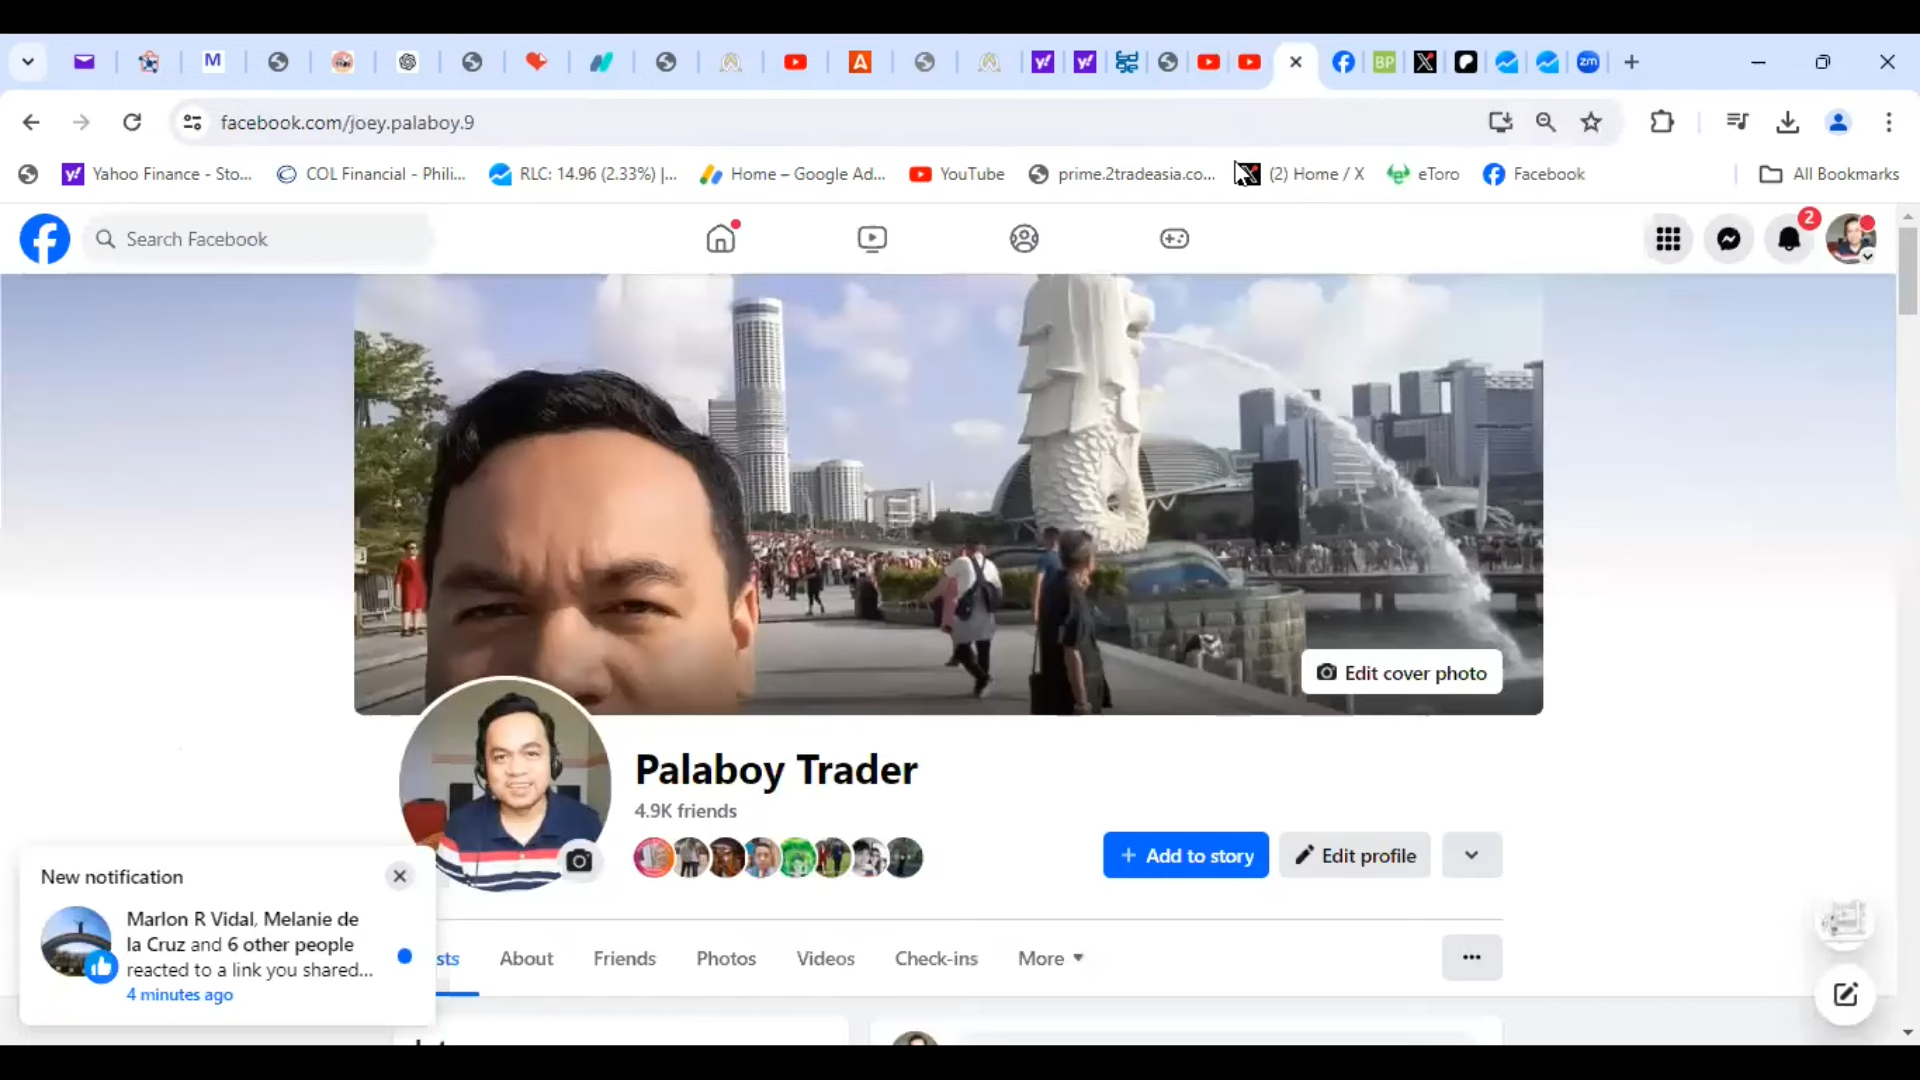 M
BP
zm
facebook.com/joey.palaboy.9
Yahoo Finance - Sto...
COL Financial - Phili...
RLC: 14.96 (2.33%) |...
Home – Google Ad...
YouTube
prime.2tradeasia.co...
(2) Home / X
eToro
Facebook
All Bookmarks
Search Facebook
2
Edit cover photo
Palaboy Trader
4.9K friends
+ Add to story
Edit profile
New notification
Marlon R Vidal, Melanie de
la Cruz and 6 other people
reacted to a link you shared...
4 minutes ago
sts
About
Friends
Photos
Videos
Check-ins
More